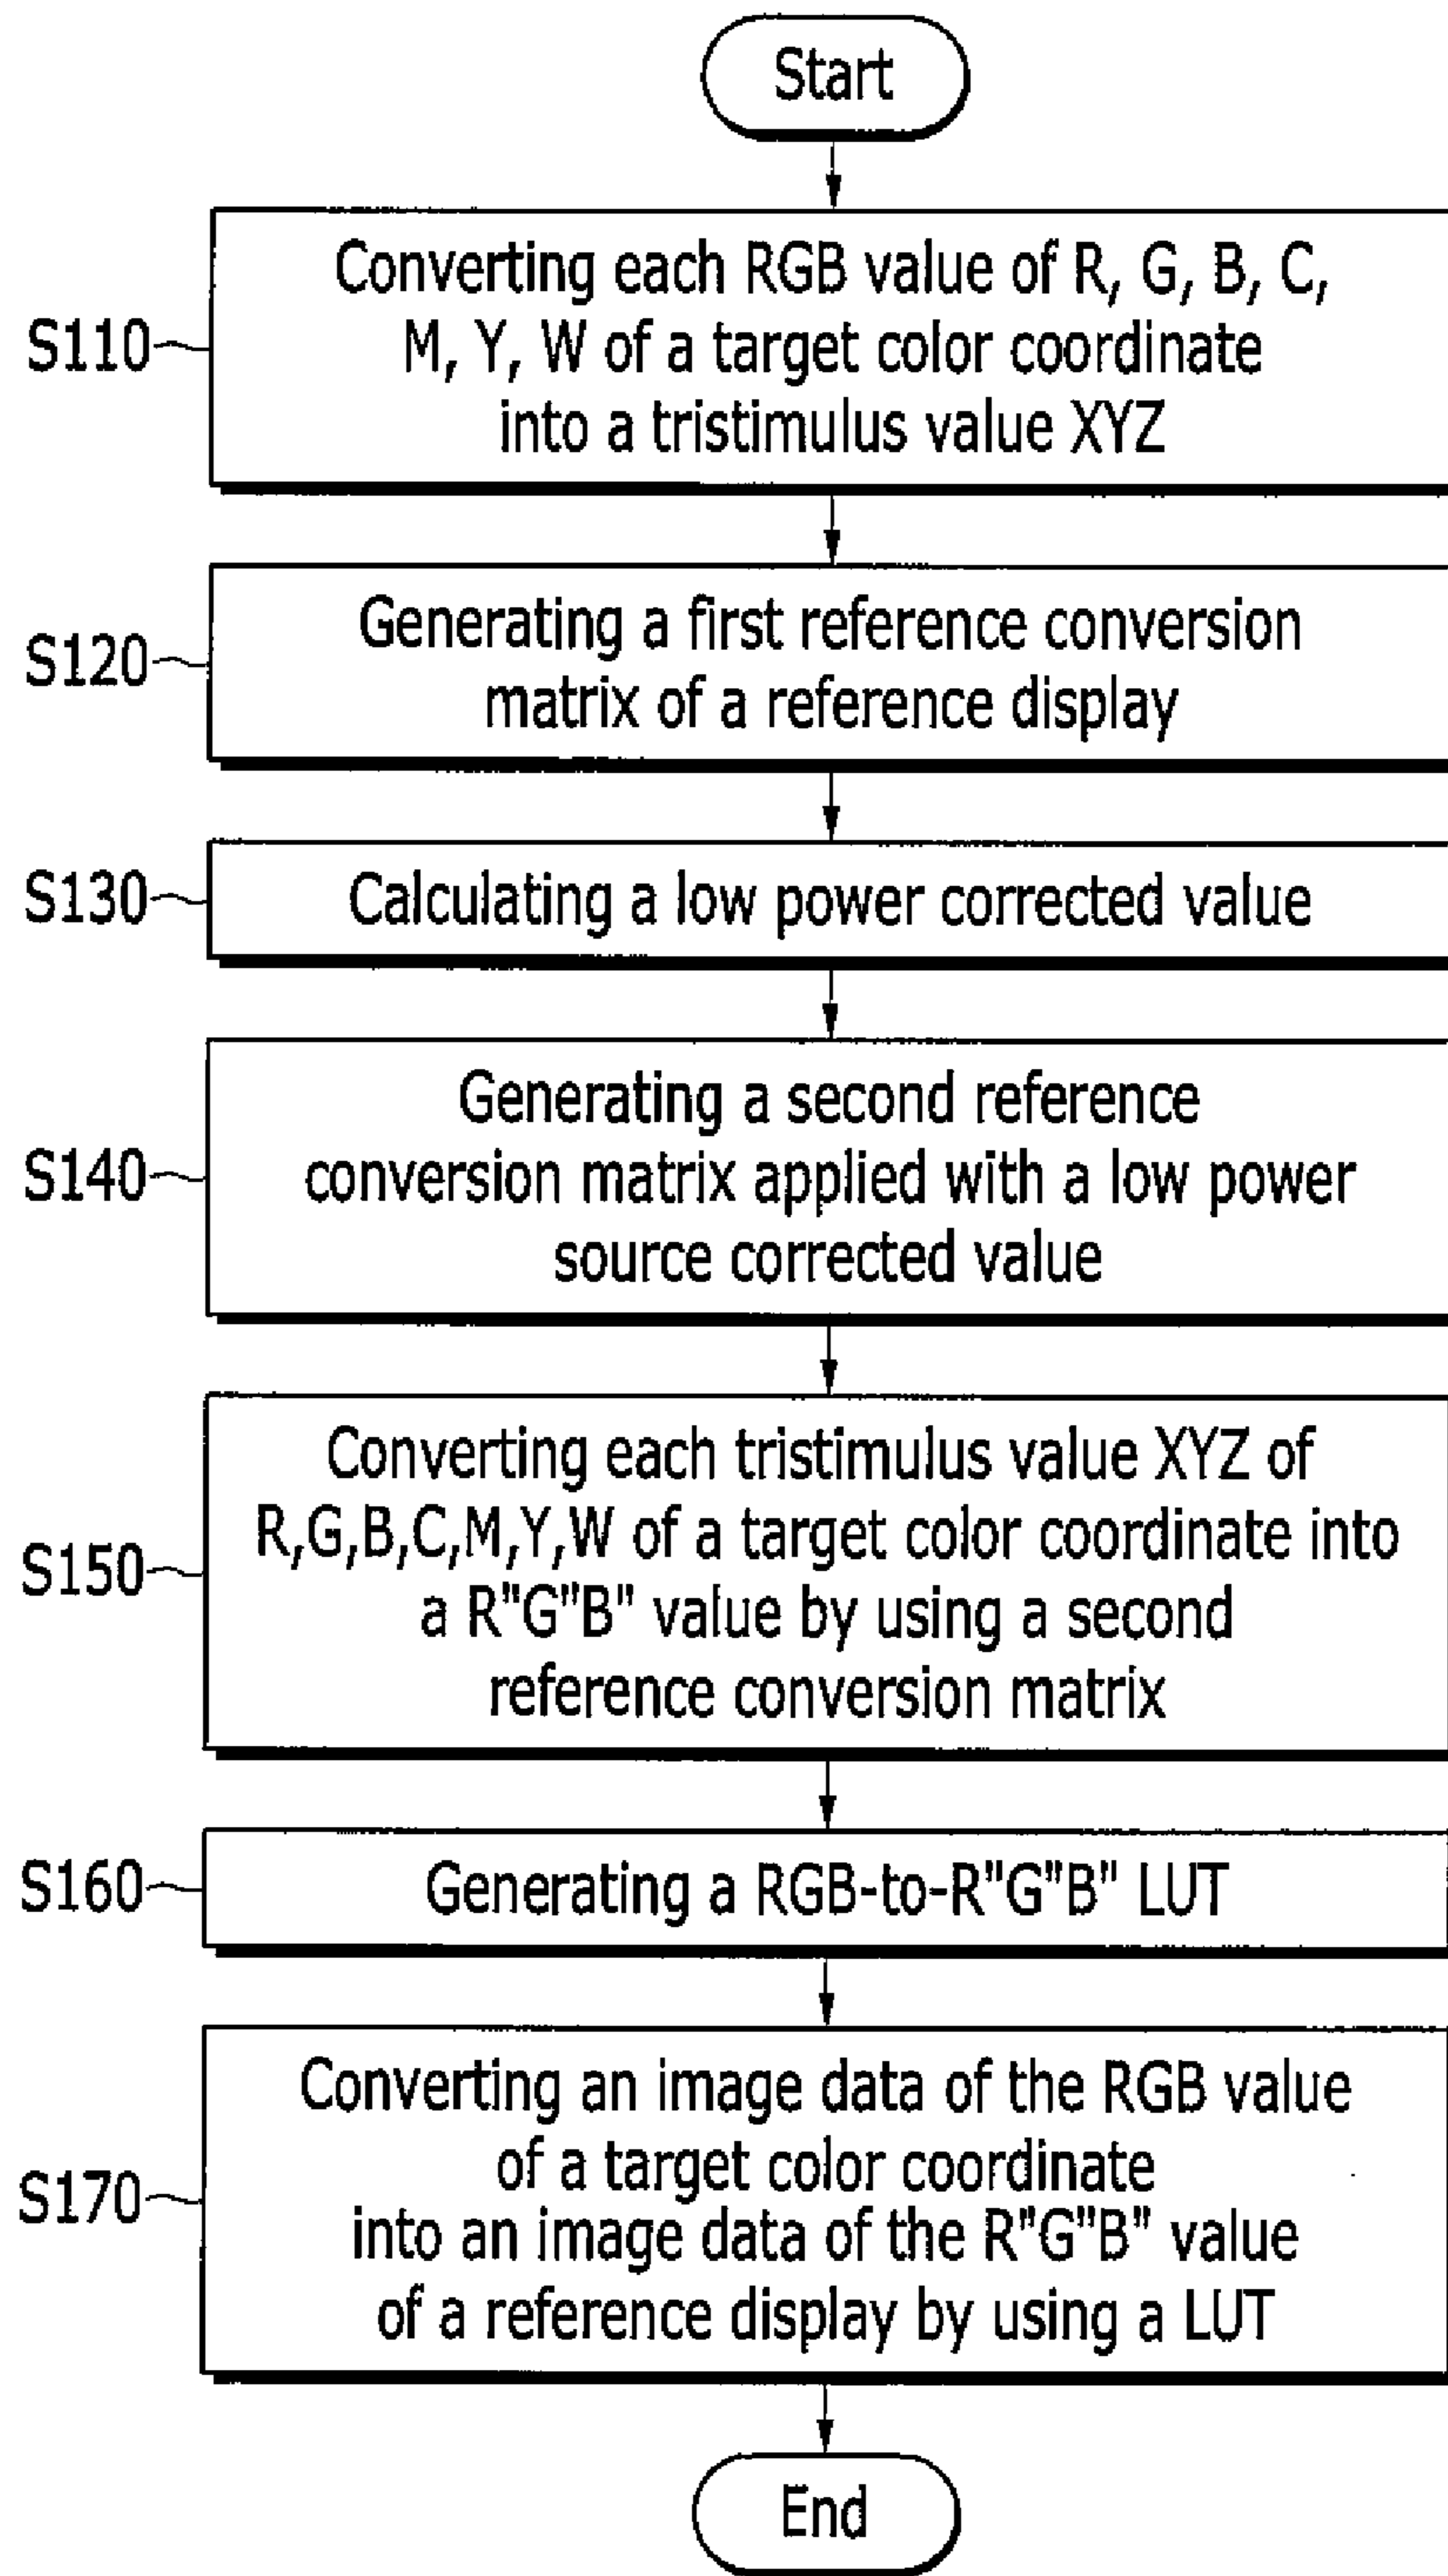 Start
S110
Converting each RGB value of R, G, B, C,
M, Y, W of a target color coordinate
into a tristimulus value XYZ
S120
Generating a first reference conversion
matrix of a reference display
S130
Calculating a low power corrected value
S140
Generating a second reference
conversion matrix applied with a low power
source corrected value
S150
Converting each tristimulus value XYZ of
R,G,B,C,M,Y,W of a target color coordinate into
a R"G"B" value by using a second
reference conversion matrix
S160
Generating a RGB-to-R"G"B" LUT
S170
Converting an image data of the RGB value
of a target color coordinate
into an image data of the R"G"B" value
of a reference display by using a LUT
End